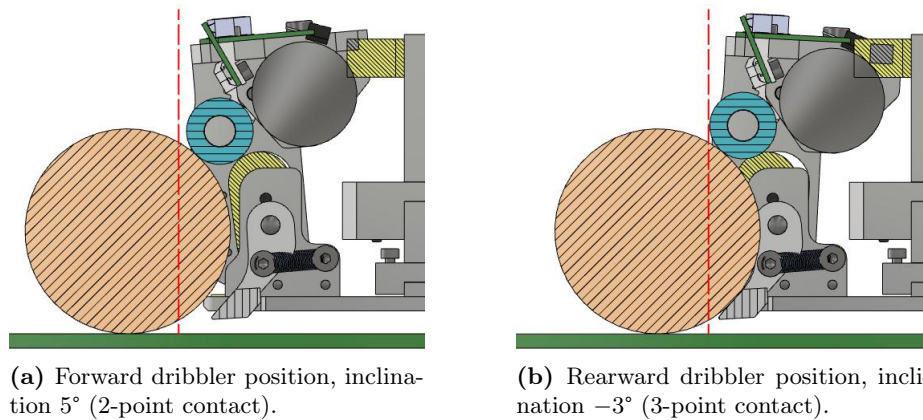 (a) Forward dribbler position, inclina-
tion 5° (2-point contact).
(b) Rearward dribbler position, incli-
nation −3° (3-point contact).